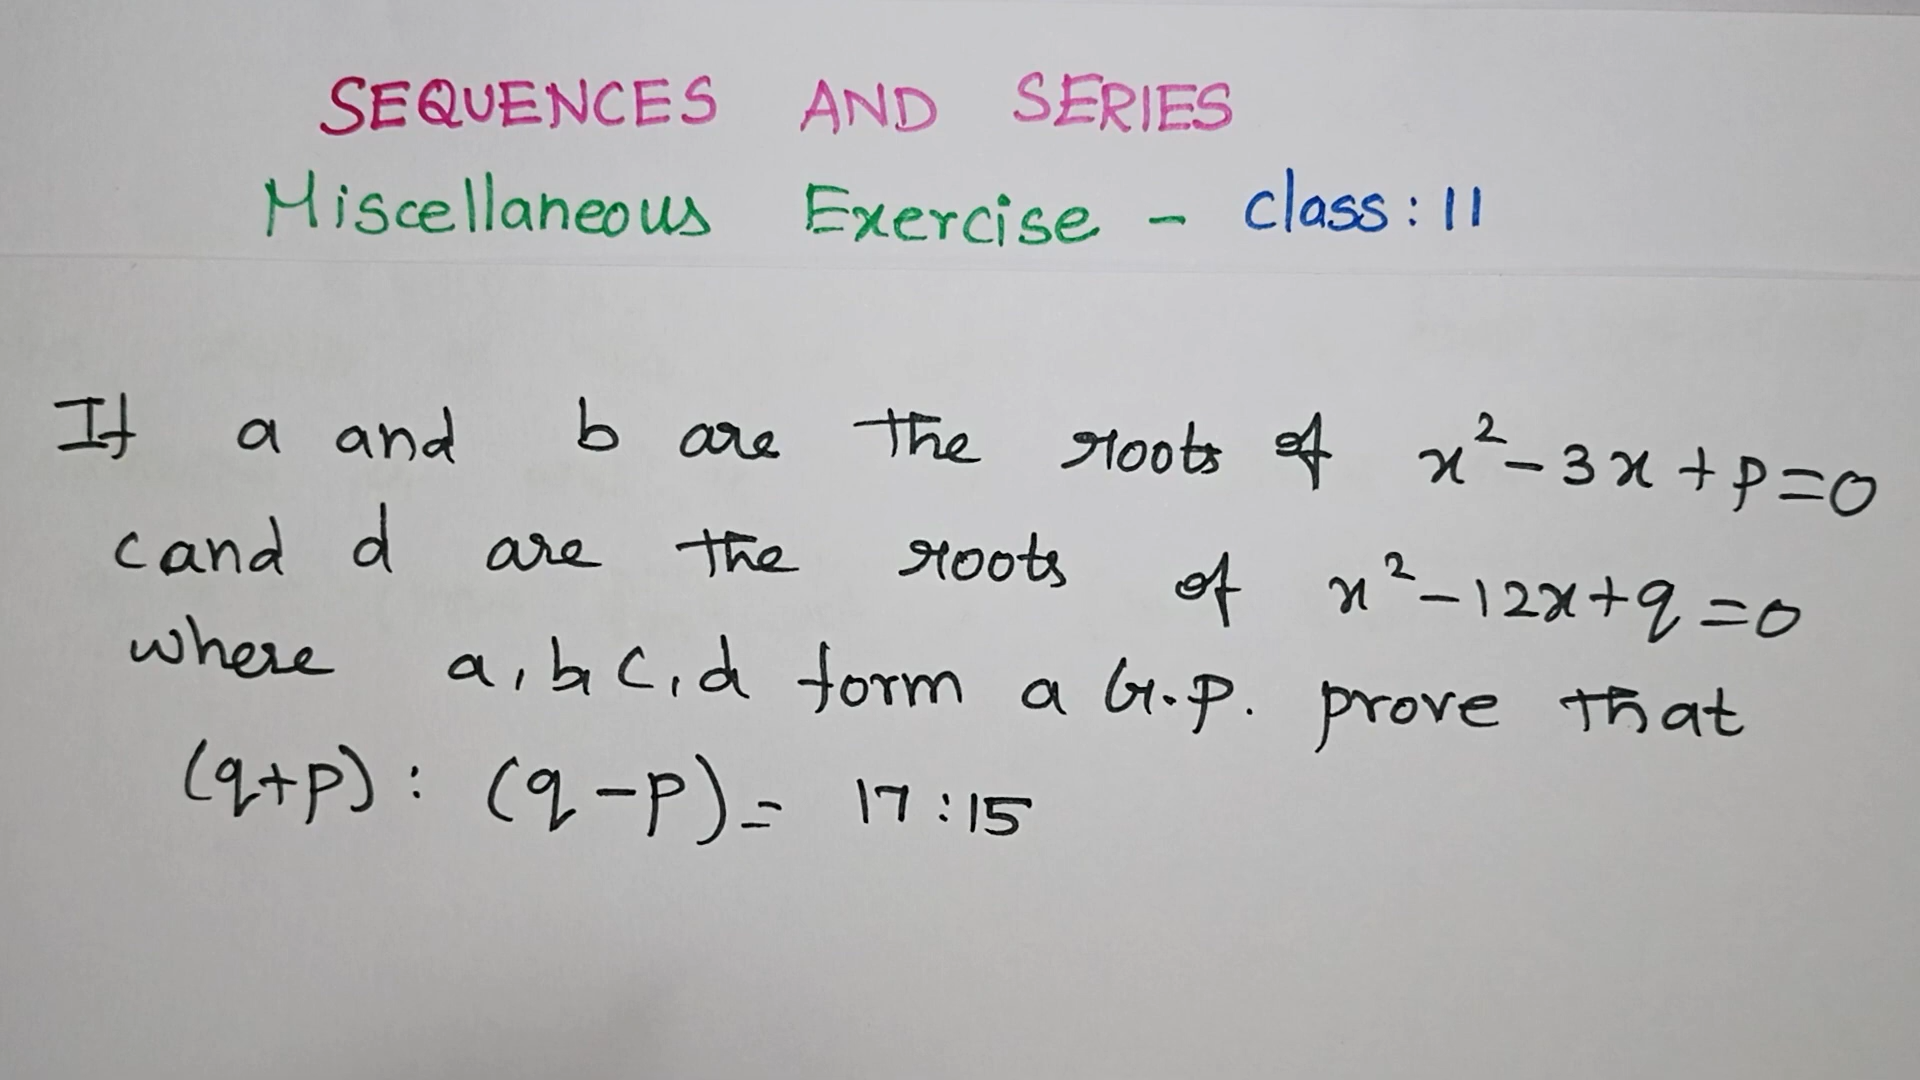 SEQUENCES AND SERIES
Miscellaneous Exercise - class: 11
If a and b are the roots of x²-3x+p=0
c and d are the roots of x²-12x+q=0
where a, b, c, d form a G.P. prove that
(q+p): (q-p)= 17:15